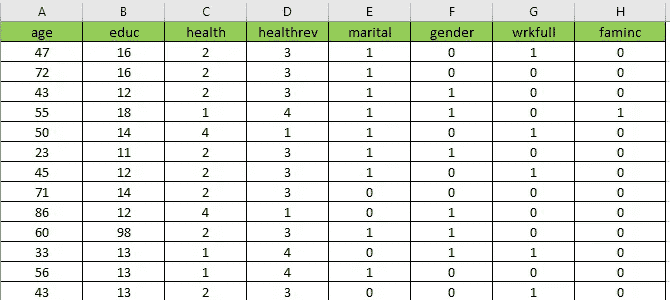 A B C D E F G H
age educ health healthrev marital gender wrkfull faminc
47 16 2 3 1 0 1 0
72 16 2 3 1 0 0 0
43 12 2 3 1 1 0 0
55 18 1 4 1 1 0 1
50 14 4 1 1 0 1 0
23 11 2 3 1 1 0 0
45 12 2 3 1 0 1 0
71 14 2 3 0 0 0 0
86 12 4 1 0 1 0 0
60 98 2 3 1 1 0 0
33 13 1 4 0 1 1 0
56 13 1 4 1 0 0 0
43 13 2 3 0 0 1 0